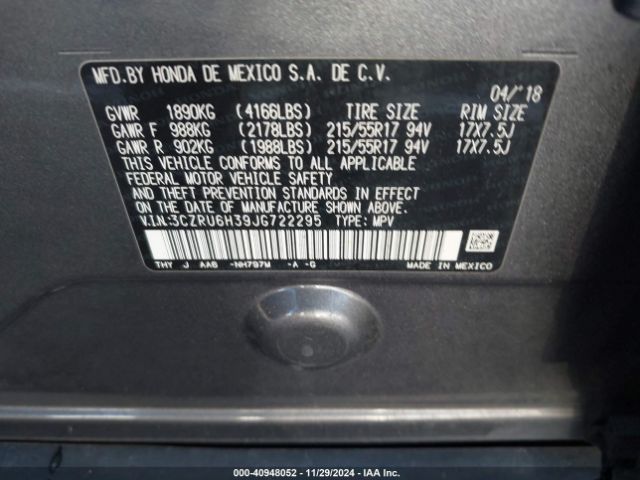 MFD.BY HONDA DE MEXICO S.A. DE C.V.
04/'18
GVWR 1890KG (4166LBS) TIRE SIZE RIM SIZE
GAWR F 988KG (2178LBS) 215/55R17 94V 17X7.5J
GAWR R 902KG (1988LBS) 215/55R17 94V 17X7.5J
THIS VEHICLE CONFORMS TO ALL APPLICABLE
FEDERAL MOTOR VEHICLE SAFETY
AND THEFT PREVENTION STANDARDS IN EFFECT
ON THE DATE OF MANUFACTURE SHOWN ABOVE.
V.I.N:3CZRU6H39JG722295 TYPE: MPV
THY J AA6 -NH797M -A -G MADE IN MEXICO
000-40948052 - 11/29/2024 - IAA Inc.